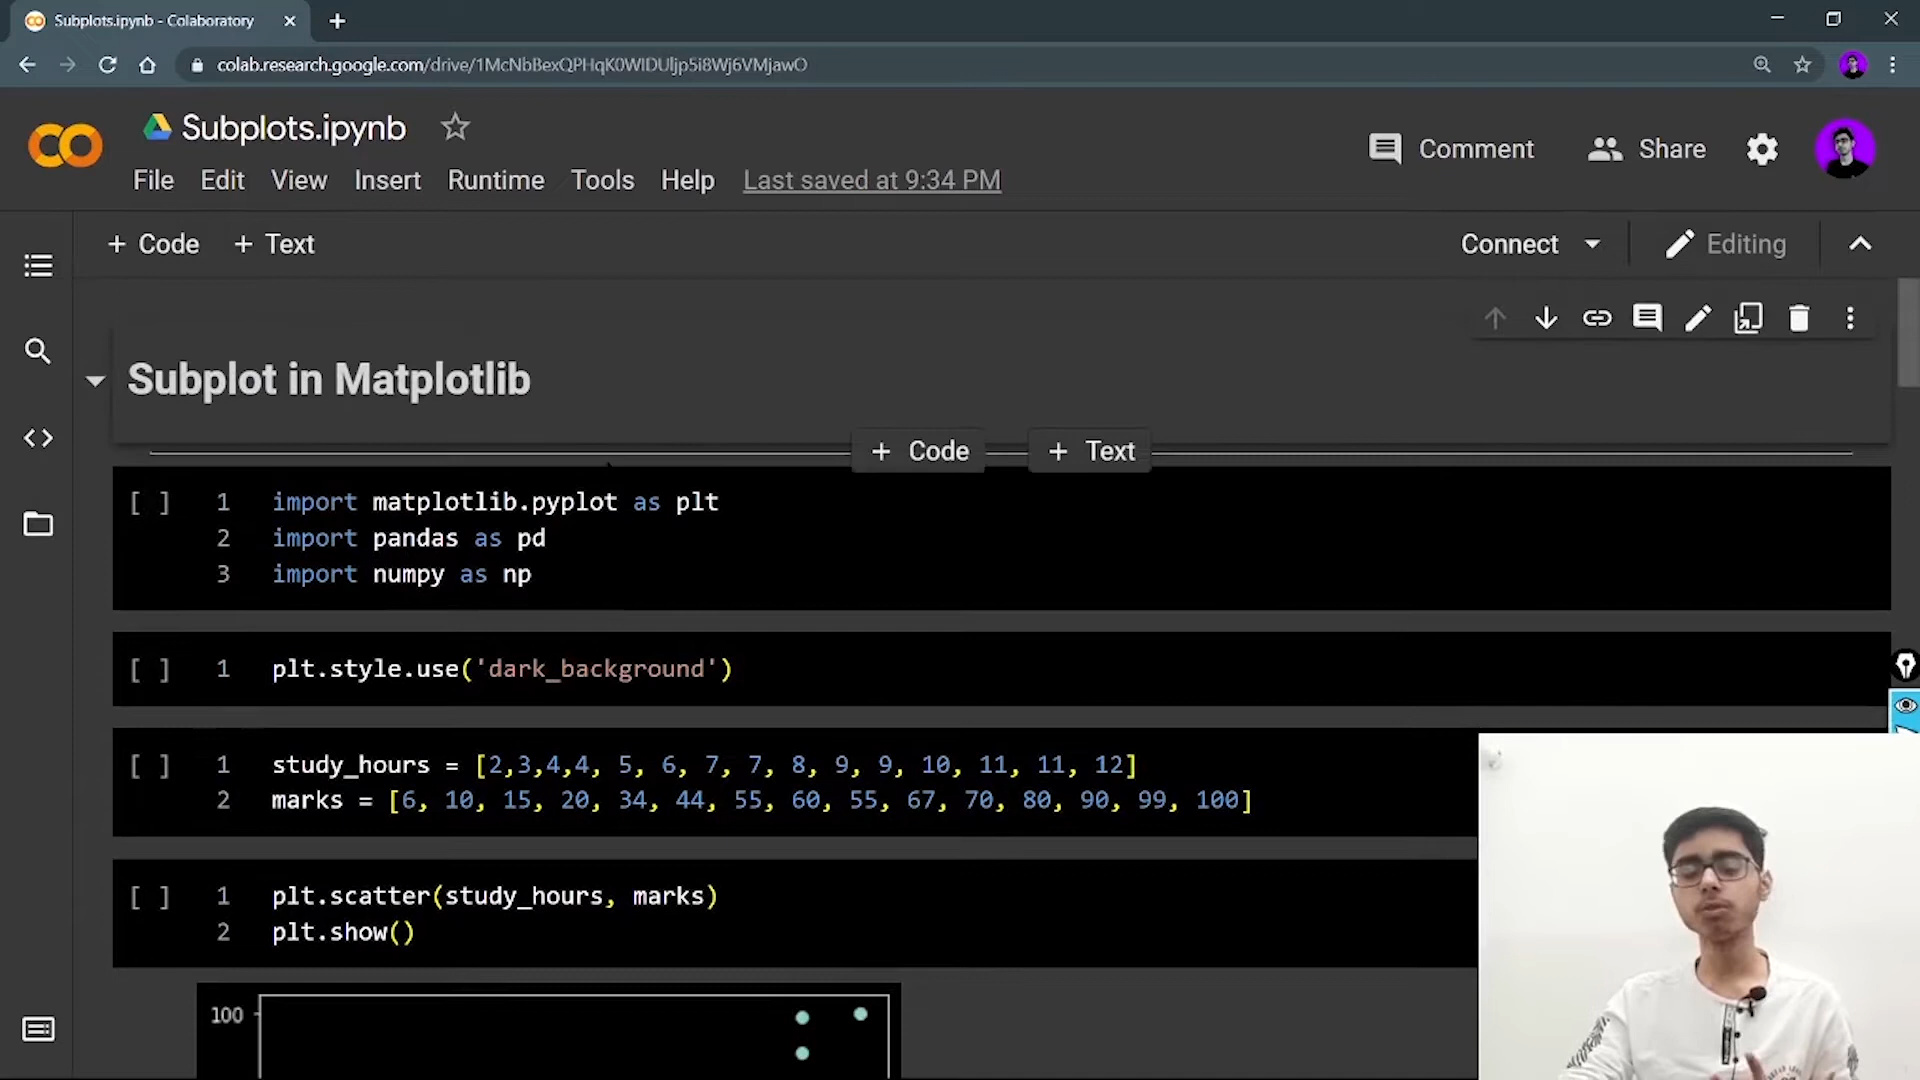 Subplots.ipynb - Colaboratory
colab.research.google.com/drive/1McNbBexQPHqK0WIDUljp5i8Wj6VMjawO
Subplots.ipynb
Comment
Share
File Edit View Insert Runtime Tools Help Last saved at 9:34 PM
+ Code + Text
Connect
Editing
Subplot in Matplotlib
+ Code + Text
[ ] 1 import matplotlib.pyplot as plt
2 import pandas as pd
3 import numpy as np
[ ] 1 plt.style.use('dark_background')
[ ] 1 study_hours = [2,3,4,4, 5, 6, 7, 7, 8, 9, 9, 10, 11, 11, 12]
2 marks = [6, 10, 15, 20, 34, 44, 55, 60, 55, 67, 70, 80, 90, 99, 100]
[ ] 1 plt.scatter(study_hours, marks)
2 plt.show()
100